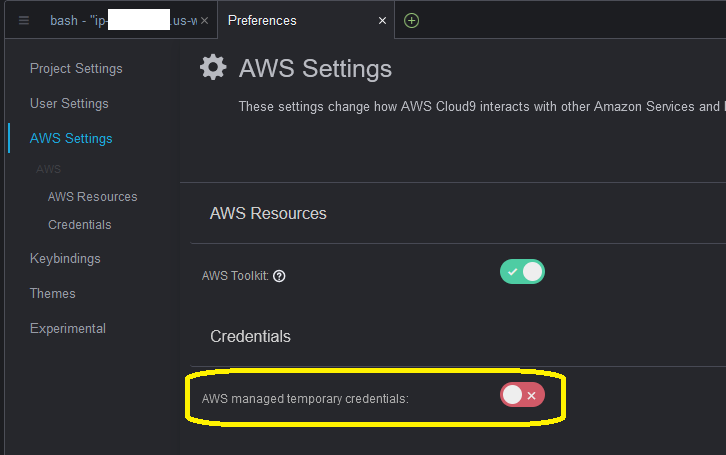 bash - "ip-
.us-w
Preferences
Project Settings
User Settings
AWS Settings
AWS
AWS Resources
Credentials
Keybindings
Themes
Experimental
AWS Settings
These settings change how AWS Cloud9 interacts with other Amazon Services and
AWS Resources
AWS Toolkit:
Credentials
AWS managed temporary credentials: